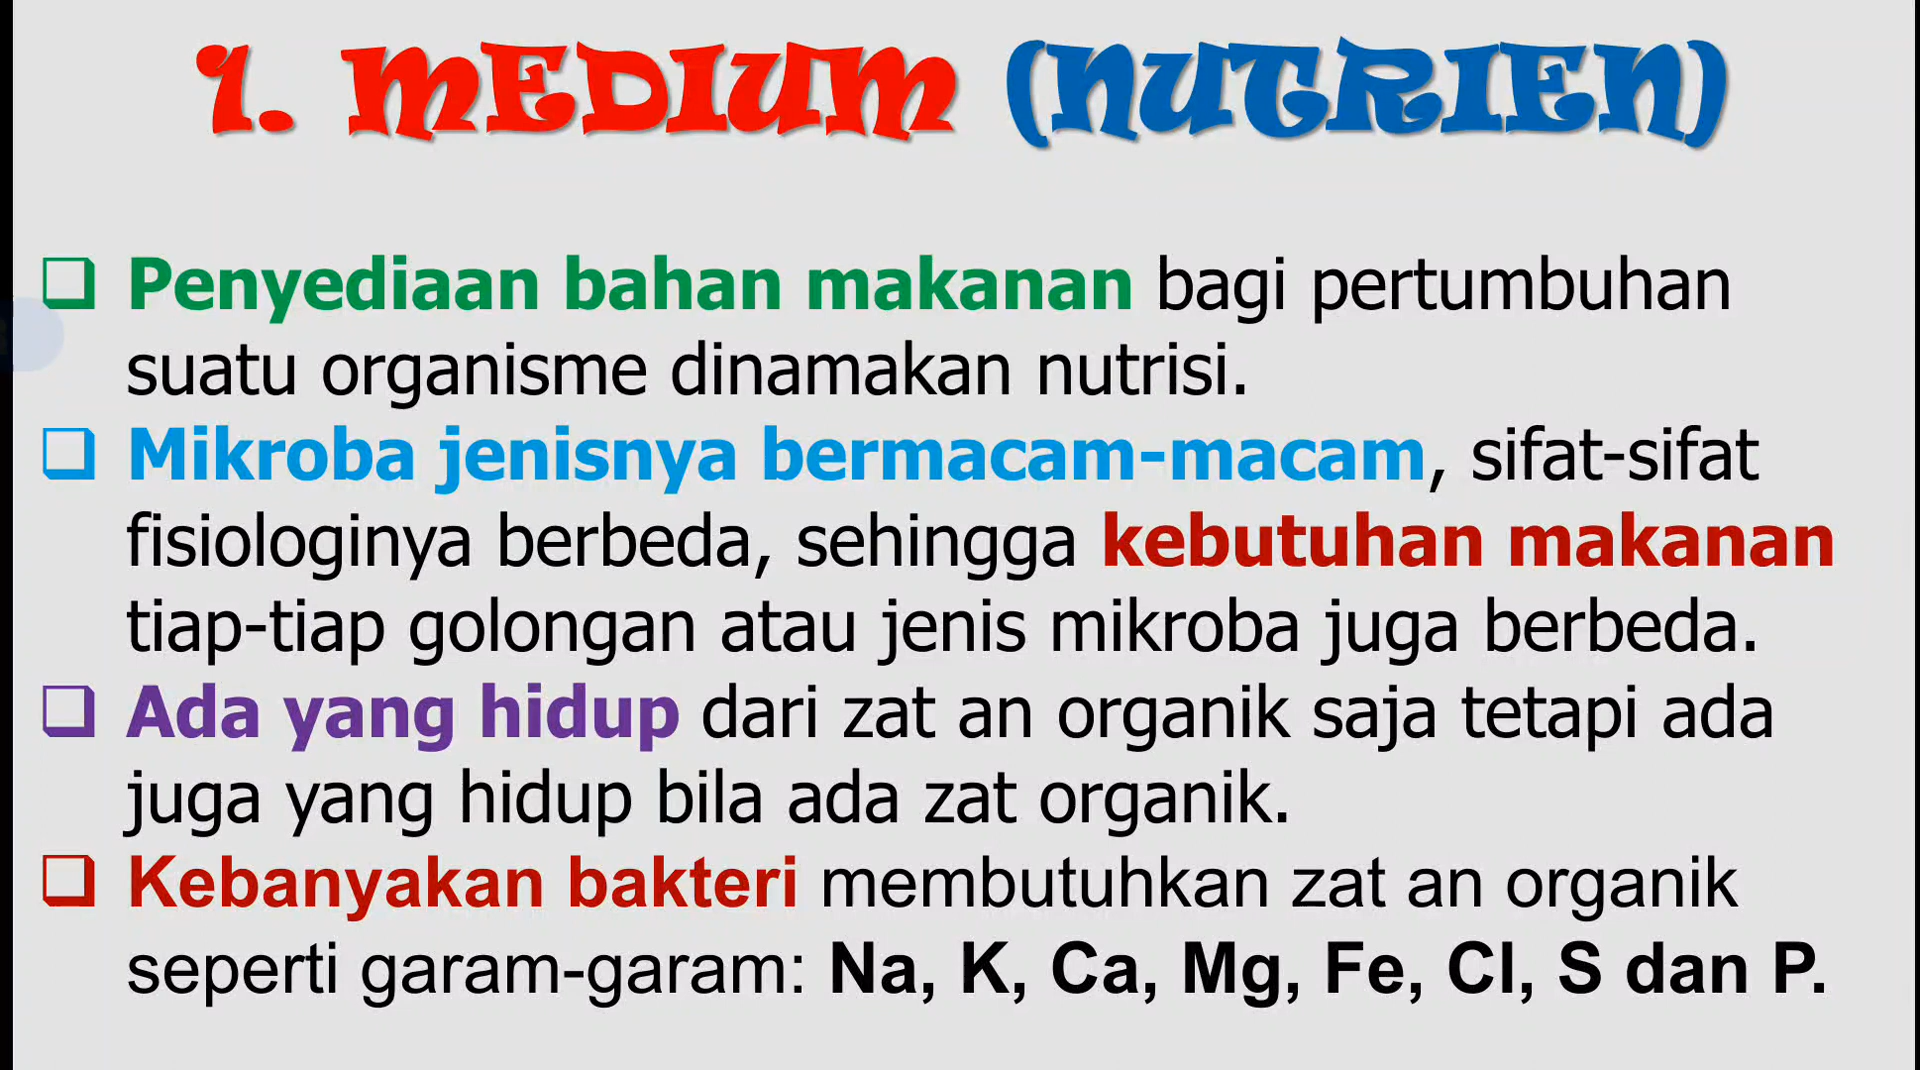 1. MEDIUM (NUTRIEN)
❑ Penyediaan bahan makanan bagi pertumbuhan
suatu organisme dinamakan nutrisi.
❑ Mikroba jenisnya bermacam-macam, sifat-sifat
fisiologinya berbeda, sehingga kebutuhan makanan
tiap-tiap golongan atau jenis mikroba juga berbeda.
❑ Ada yang hidup dari zat an organik saja tetapi ada
juga yang hidup bila ada zat organik.
❑ Kebanyakan bakteri membutuhkan zat an organik
seperti garam-garam: Na, K, Ca, Mg, Fe, Cl, S dan P.